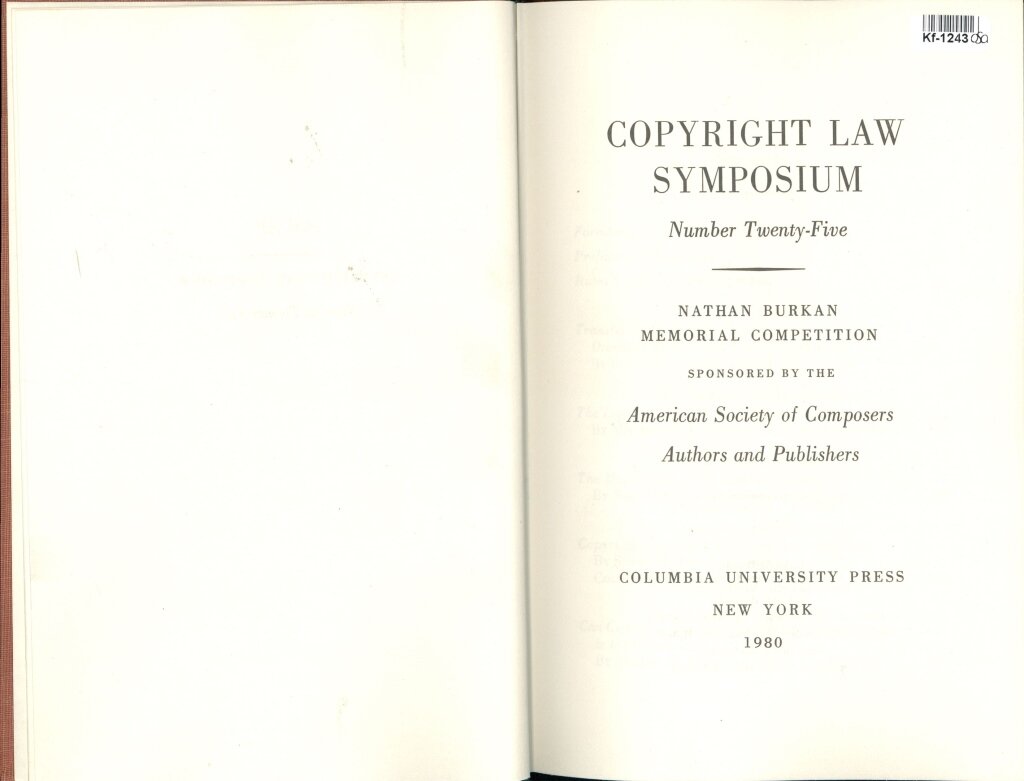 Kf-1243
COPYRIGHT LAW
SYMPOSIUM
Number Twenty-Five
NATHAN BURKAN
MEMORIAL COMPETITION
SPONSORED BY THE
American Society of Composers
Authors and Publishers
COLUMBIA UNIVERSITY PRESS
NEW YORK
1980